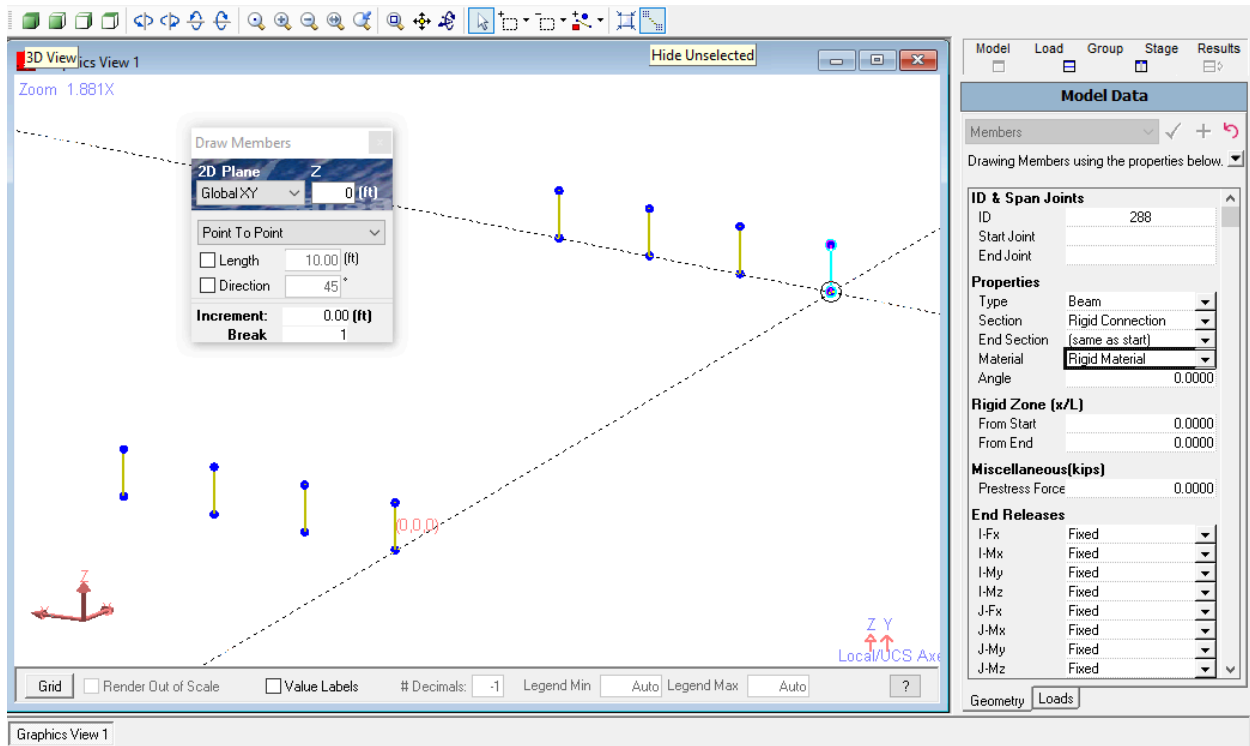 3D View
ics View 1
Hide Unselected
Zoom 1.881X
Draw Members
2D Plane Z
Global XY 0 (ft)
Point To Point
Length 10.00 (ft)
Direction 45 °
Increment: 0.00 (ft)
Break 1
(0,0,0)
Z
Z Y
Local/UCS Axe
Grid Render Out of Scale Value Labels # Decimals: -1 Legend Min Auto Legend Max Auto ?
Graphics View 1
Model Load Group Stage Results
Model Data
Members
Drawing Members using the properties below.
ID & Span Joints
ID 288
Start Joint
End Joint
Properties
Type Beam
Section Rigid Connection
End Section (same as start)
Material Rigid Material
Angle 0.0000
Rigid Zone (x/L)
From Start 0.0000
From End 0.0000
Miscellaneous(kips)
Prestress Force 0.0000
End Releases
I-Fx Fixed
I-Mx Fixed
I-My Fixed
I-Mz Fixed
J-Fx Fixed
J-Mx Fixed
J-My Fixed
J-Mz Fixed
Geometry Loads